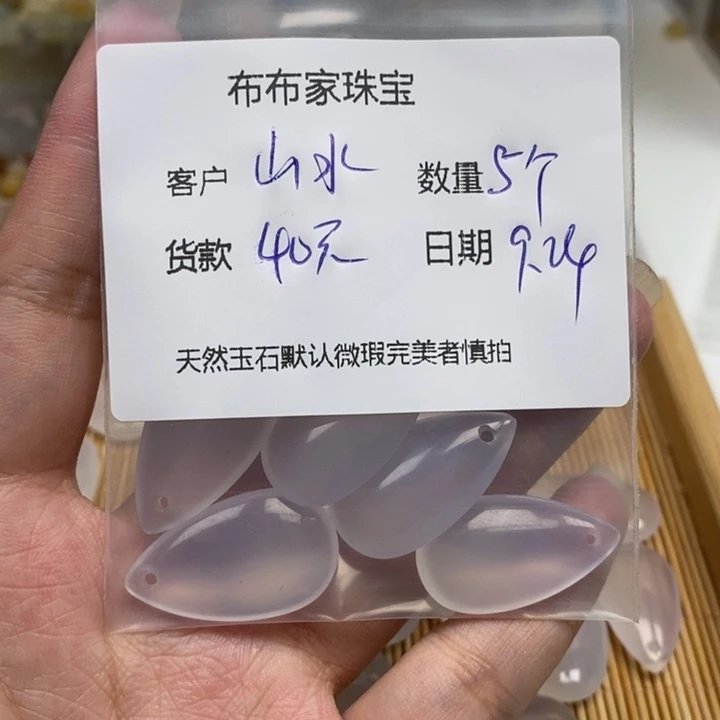 布布家珠宝
客户 山水 数量 5个
货款 40元 日期 9.24
天然玉石默认微瑕完美者慎拍